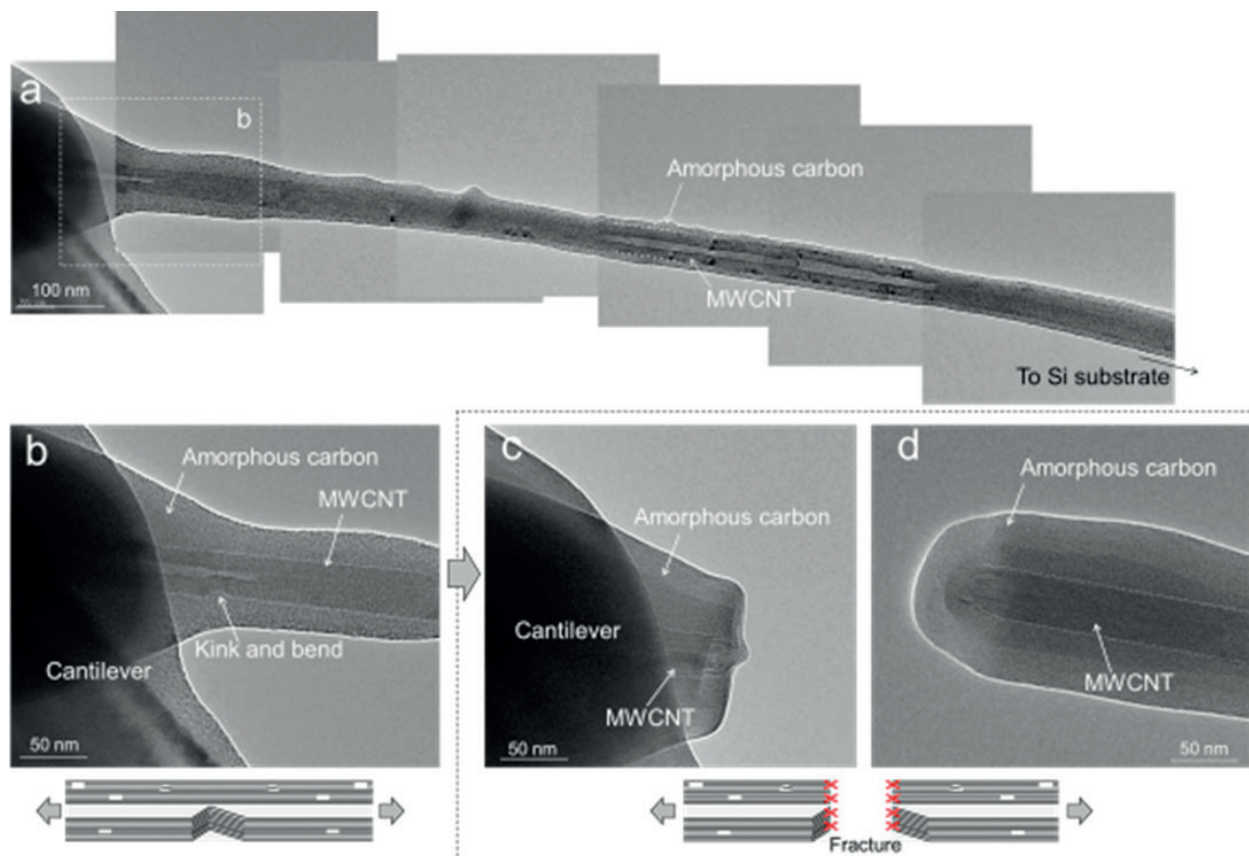 a
b
Amorphous carbon
MWCNT
100 nm
To Si substrate
b
Amorphous carbon
MWCNT
Kink and bend
Cantilever
50 nm
c
Amorphous carbon
Cantilever
MWCNT
50 nm
d
Amorphous carbon
MWCNT
50 nm
Fracture